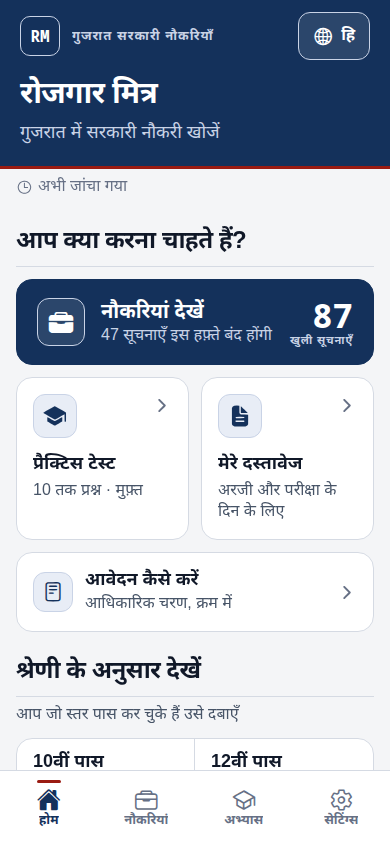 RM
गुजरात सरकारी नौकरियाँ
हि
रोजगार मित्र
गुजरात में सरकारी नौकरी खोजें
अभी जांचा गया
आप क्या करना चाहते हैं?
नौकरियां देखें
47 सूचनाएँ इस हफ़्ते बंद होंगी
87
खुली सूचनाएँ
प्रैक्टिस टेस्ट
10 तक प्रश्न · मुफ़्त
मेरे दस्तावेज
अरजी और परीक्षा के
दिन के लिए
आवेदन कैसे करें
आधिकारिक चरण, क्रम में
श्रेणी के अनुसार देखें
आप जो स्तर पास कर चुके हैं उसे दबाएँ
10वीं पास
12वीं पास
होम
नौकरियां
अभ्यास
सेटिंग्स